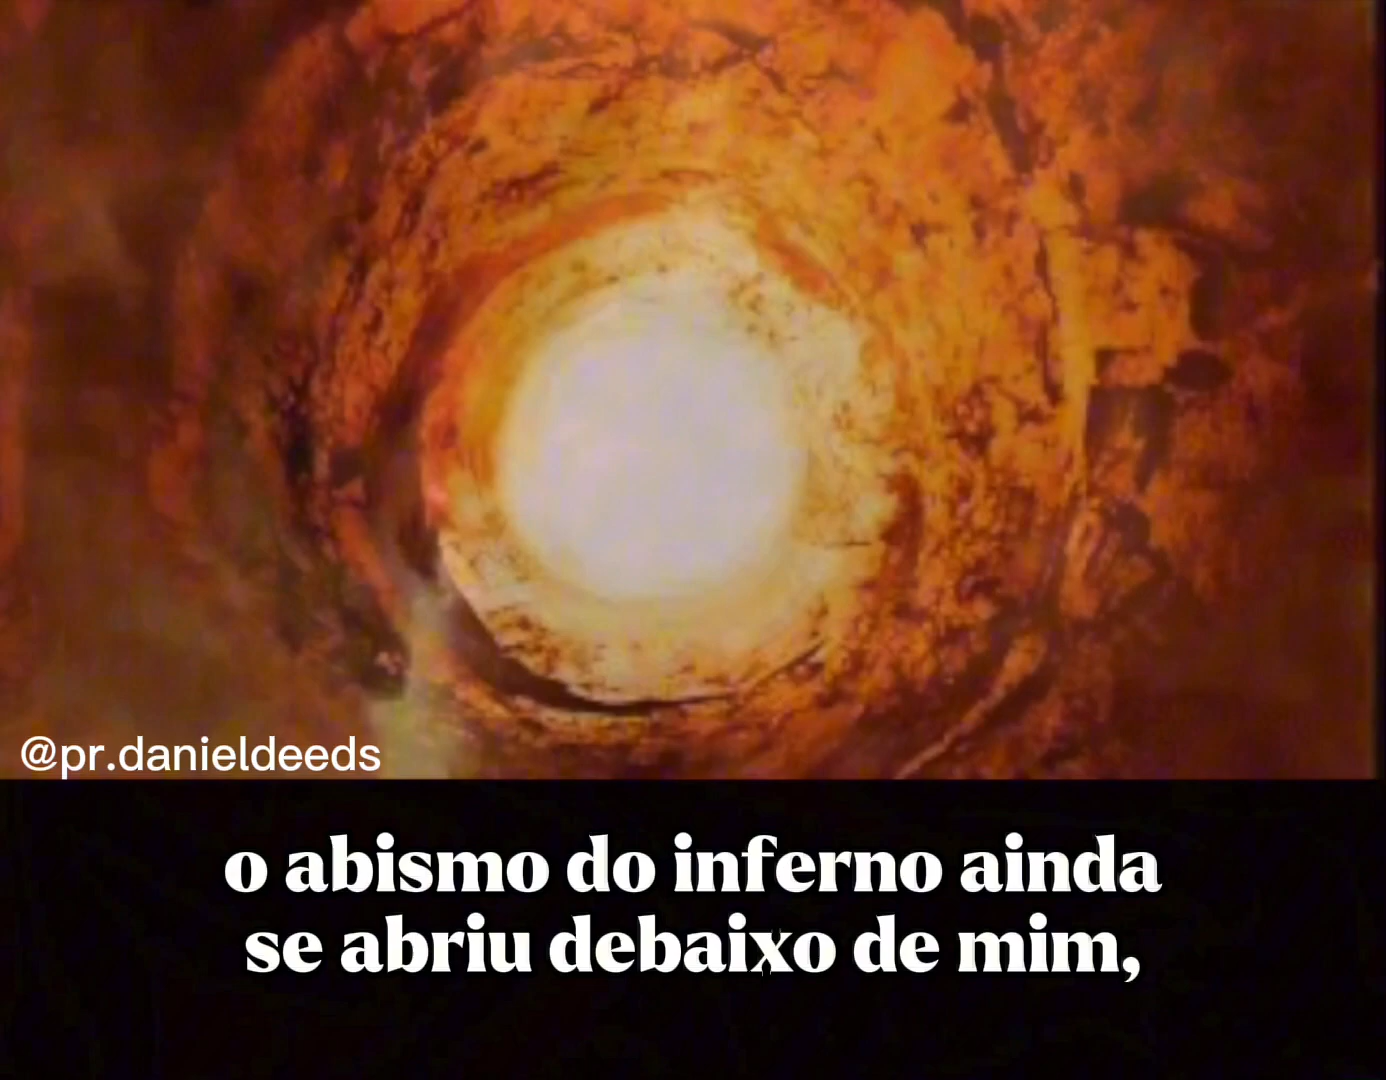 @pr.danieldeeds
o abismo do inferno ainda
se abriu debaixo de mim,